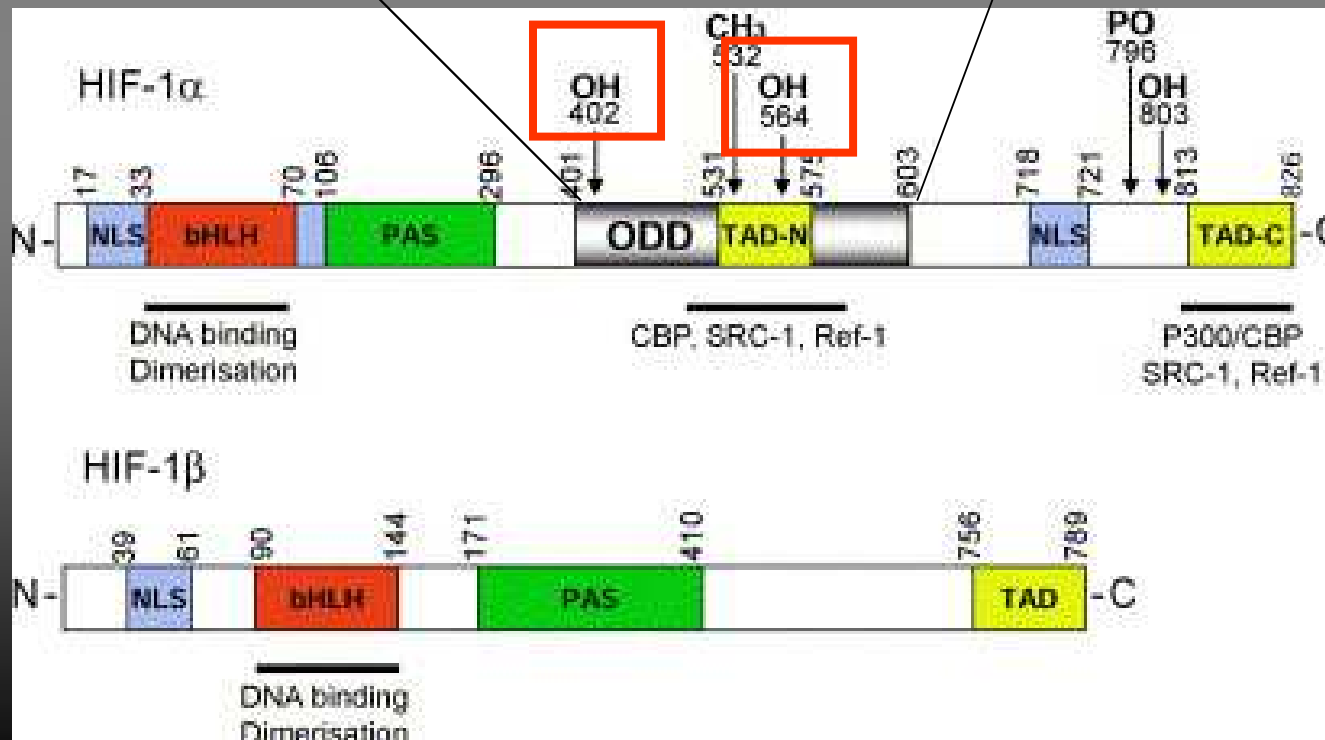 CH3
532
PO
796
HIF-1α
OH
402
OH
564
OH
803
17 33 70 106 296 401 531 575 603 718 721 813 826
N- NLS bHLH PAS ODD TAD-N NLS TAD-C -C
DNA binding
Dimerisation
CBP, SRC-1, Ref-1
P300/CBP
SRC-1, Ref-1
HIF-1β
39 61 90 144 171 410 756 789
N- NLS bHLH PAS TAD -C
DNA binding
Dimerisation